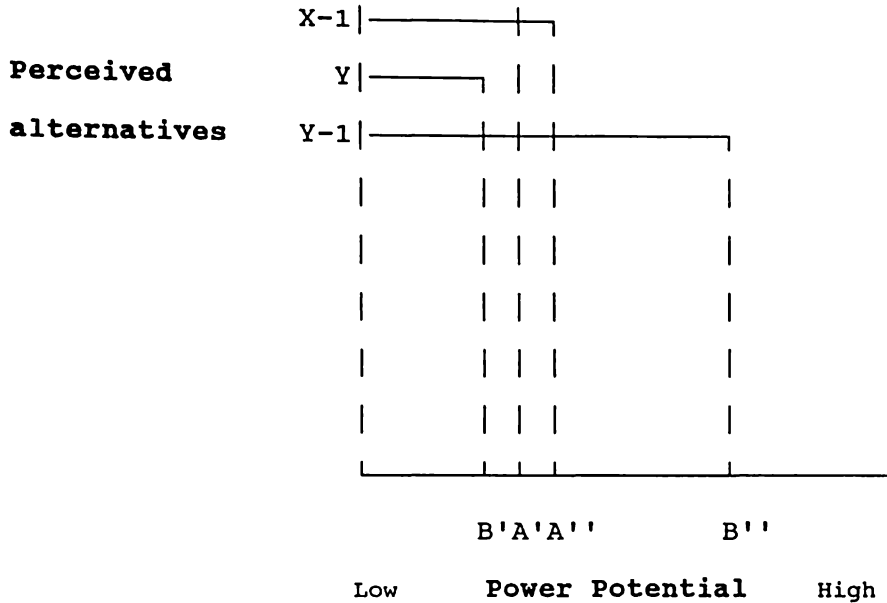 X-1
Perceived Y
alternatives Y-1
B'A'A'' B''
Low Power Potential High